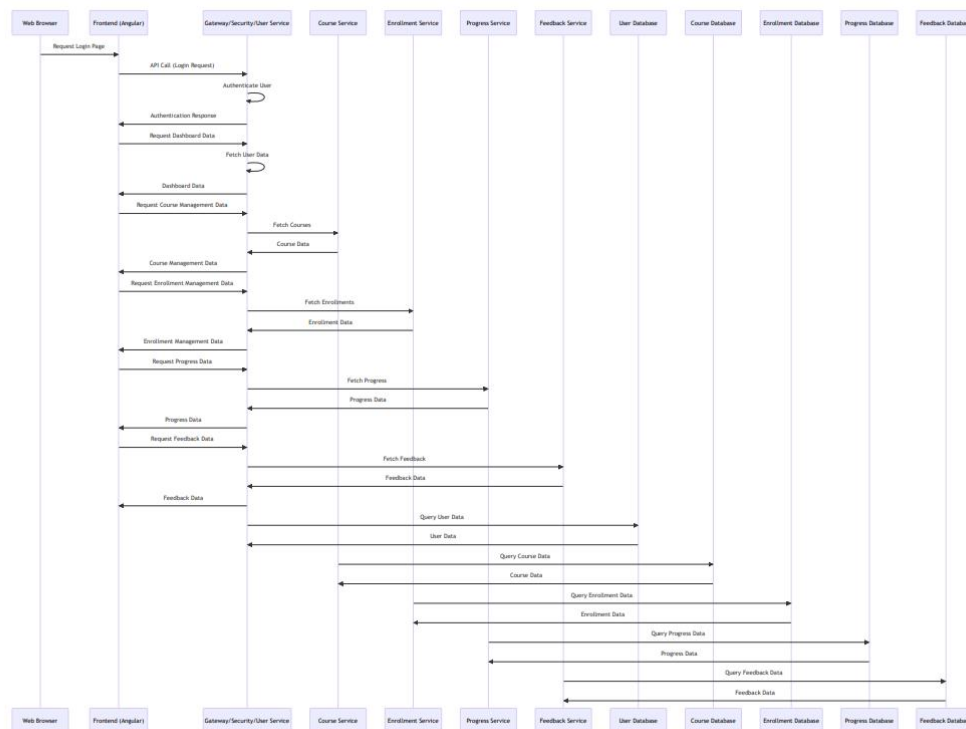 Web Browser
Frontend (Angular)
Gateway/Security/User Service
Course Service
Enrollment Service
Progress Service
Feedback Service
User Database
Course Database
Enrollment Database
Progress Database
Feedback Databa
Request Login Page
API Call (Login Request)
Authenticate User
Authentication Response
Request Dashboard Data
Fetch User Data
Dashboard Data
Request Course Management Data
Fetch Courses
Course Data
Course Management Data
Request Enrollment Management Data
Fetch Enrollments
Enrollment Data
Enrollment Management Data
Request Progress Data
Fetch Progress
Progress Data
Progress Data
Request Feedback Data
Fetch Feedback
Feedback Data
Feedback Data
Query User Data
User Data
Query Course Data
Course Data
Query Enrollment Data
Enrollment Data
Query Progress Data
Progress Data
Query Feedback Data
Feedback Data
Web Browser
Frontend (Angular)
Gateway/Security/User Service
Course Service
Enrollment Service
Progress Service
Feedback Service
User Database
Course Database
Enrollment Database
Progress Database
Feedback Databa